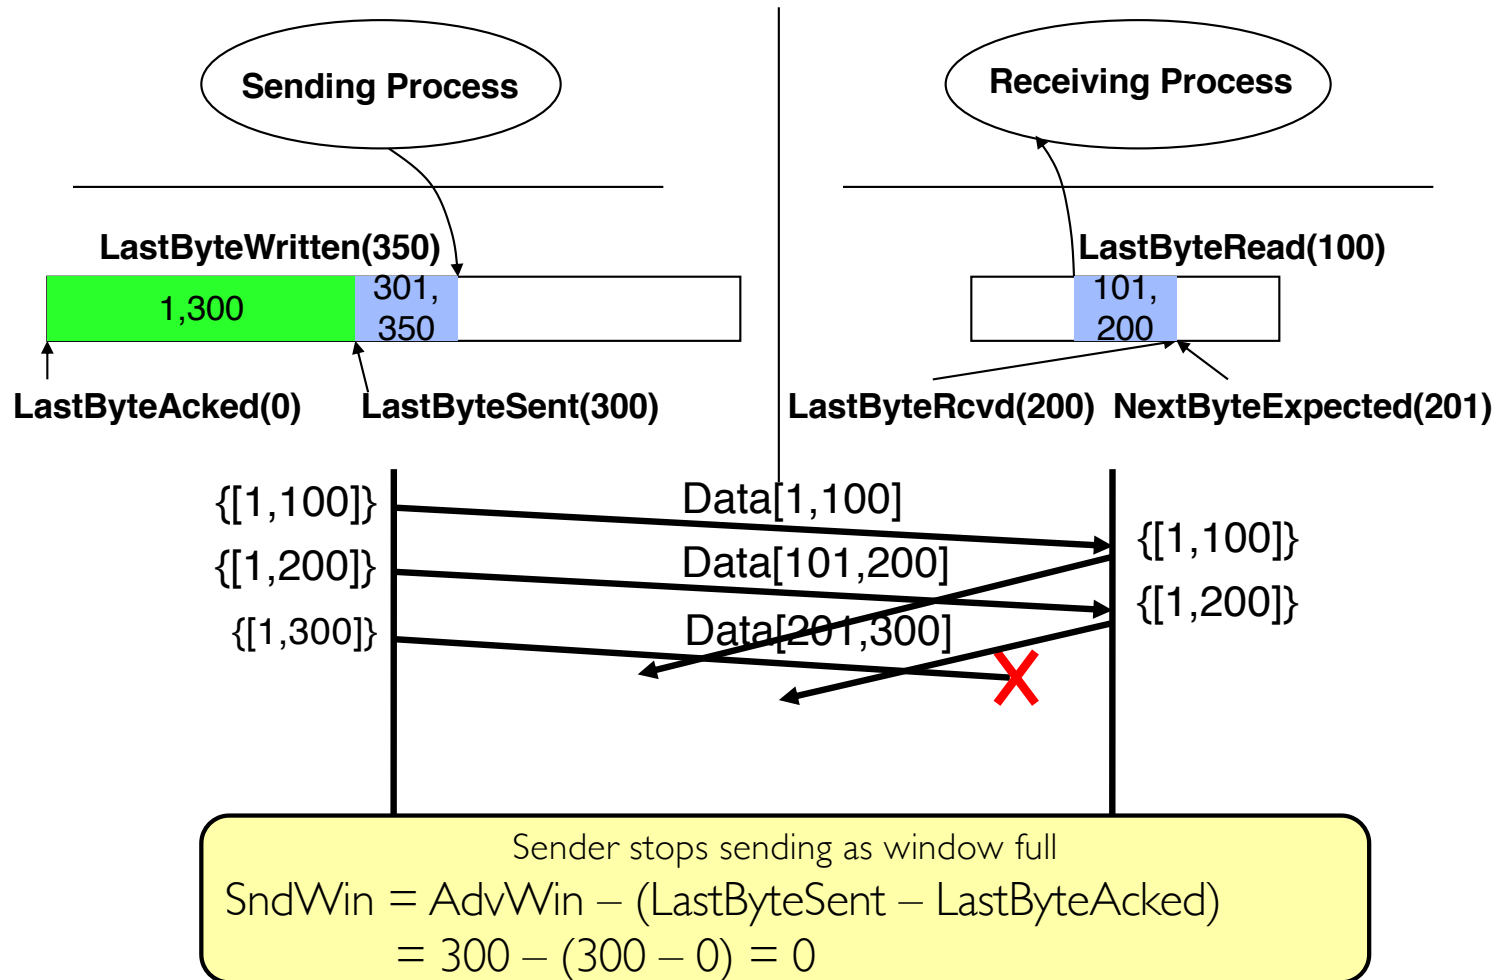 Sending Process
Receiving Process
LastByteWritten(350)
LastByteRead(100)
1,300
301,
350
101,
200
LastByteAcked(0)
LastByteSent(300)
LastByteRcvd(200)
NextByteExpected(201)
{[1,100]}
Data[1,100]
{[1,100]}
{[1,200]}
Data[101,200]
{[1,200]}
{[1,300]}
Data[201,300]
Sender stops sending as window full
SndWin = AdvWin – (LastByteSent – LastByteAcked)
= 300 – (300 – 0) = 0